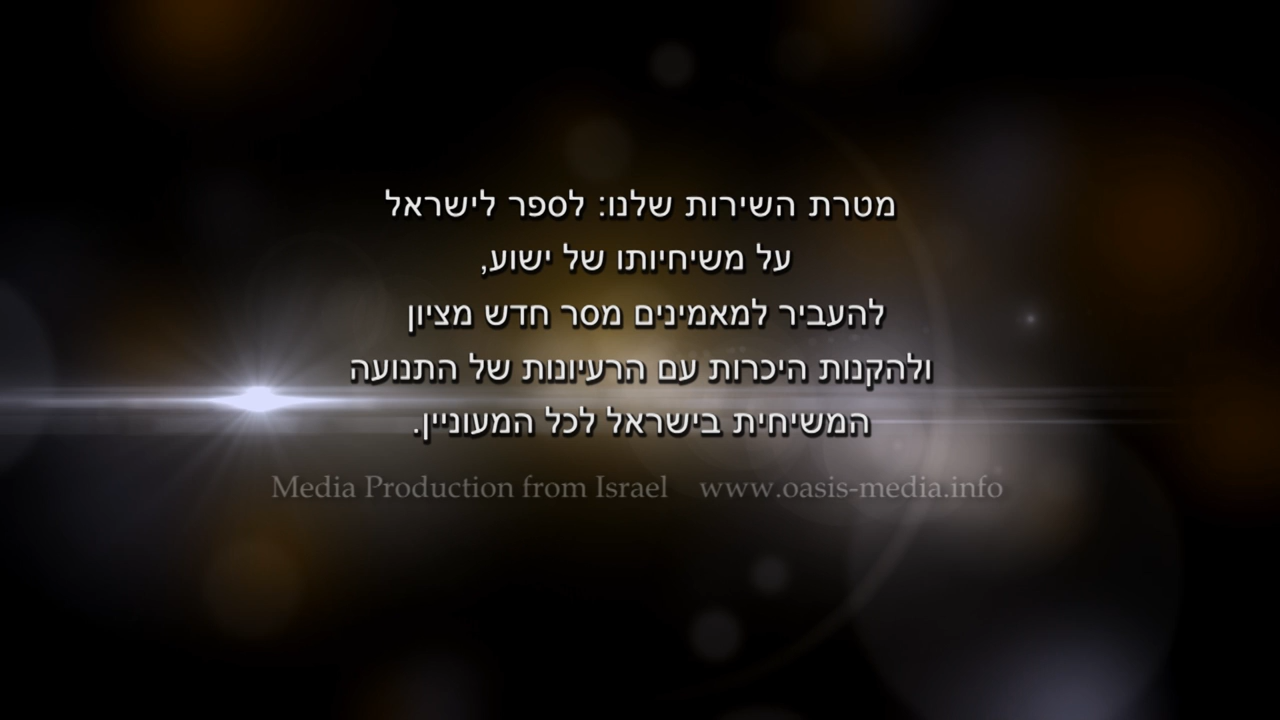 מטרת השירות שלנו: לספר לישראל
על משיחיותו של ישוע,
להעביר למאמינים מסר חדש מציון
ולהקנות היכרות עם הרעיונות של התנועה
המשיחית בישראל לכל המעוניין.
Media Production from Israel www.oasis-media.info